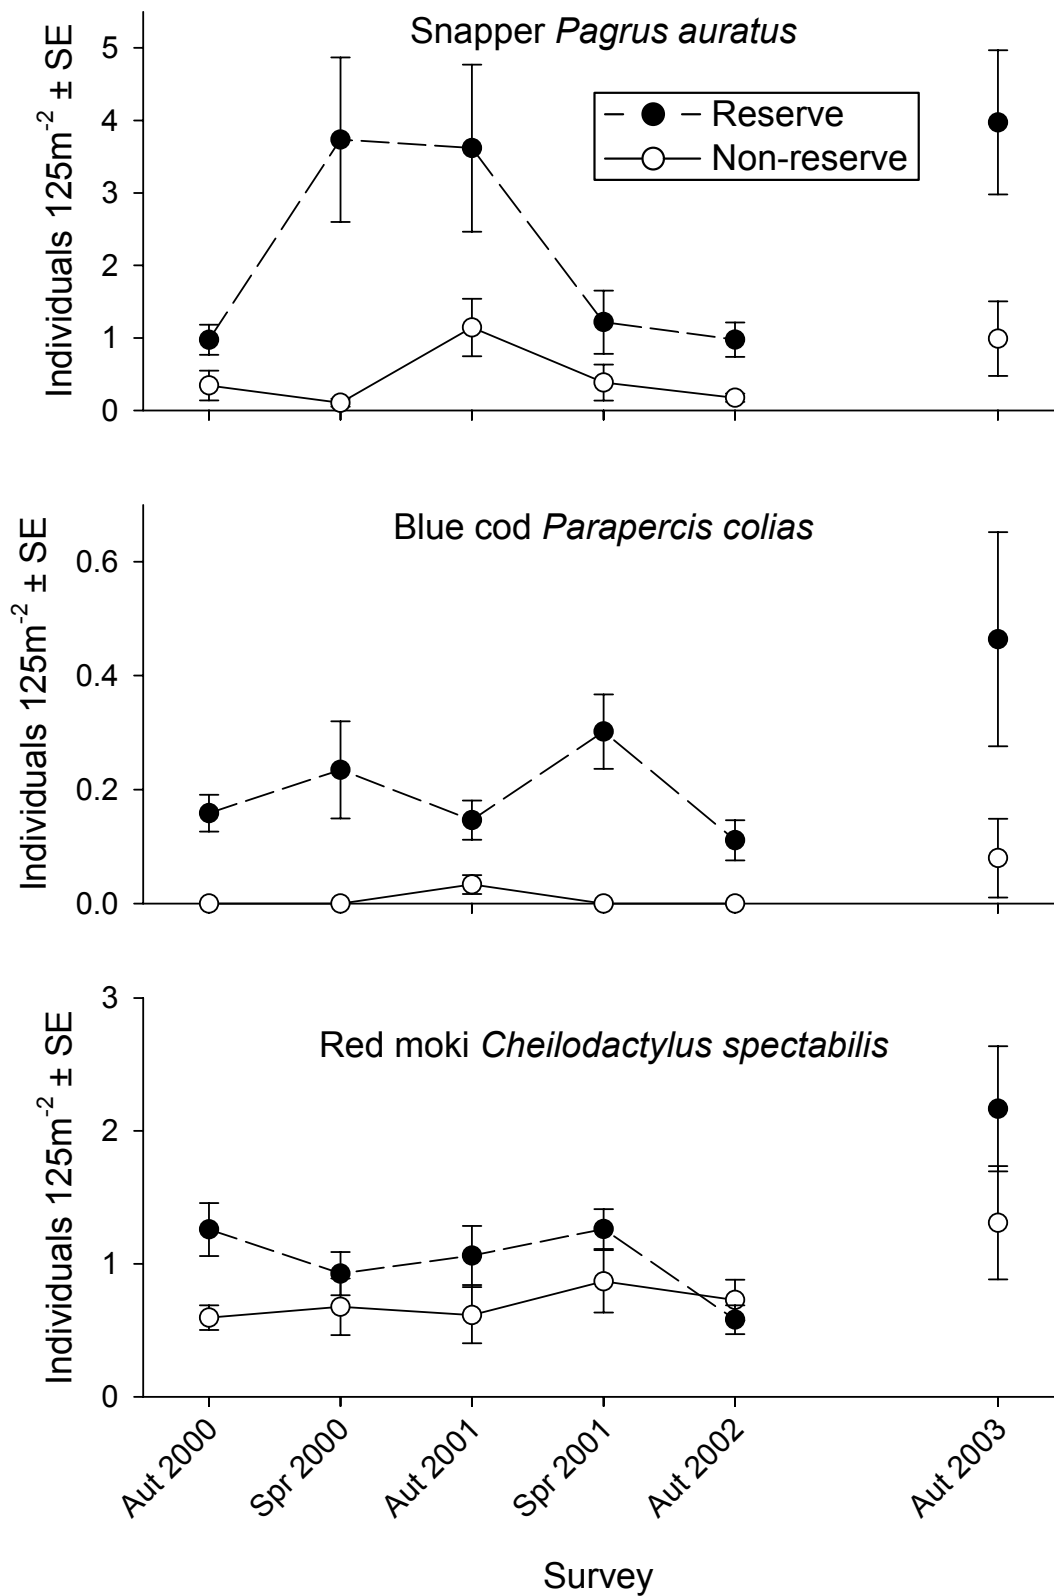 Snapper Pagrus auratus
Individuals 125m⁻² ± SE
5
4
3
2
1
0
Reserve
Non-reserve
Blue cod Parapercis colias
Individuals 125m⁻² ± SE
0.6
0.4
0.2
0.0
Red moki Cheilodactylus spectabilis
Individuals 125m⁻² ± SE
3
2
1
0
Aut 2000
Spr 2000
Aut 2001
Spr 2001
Aut 2002
Aut 2003
Survey